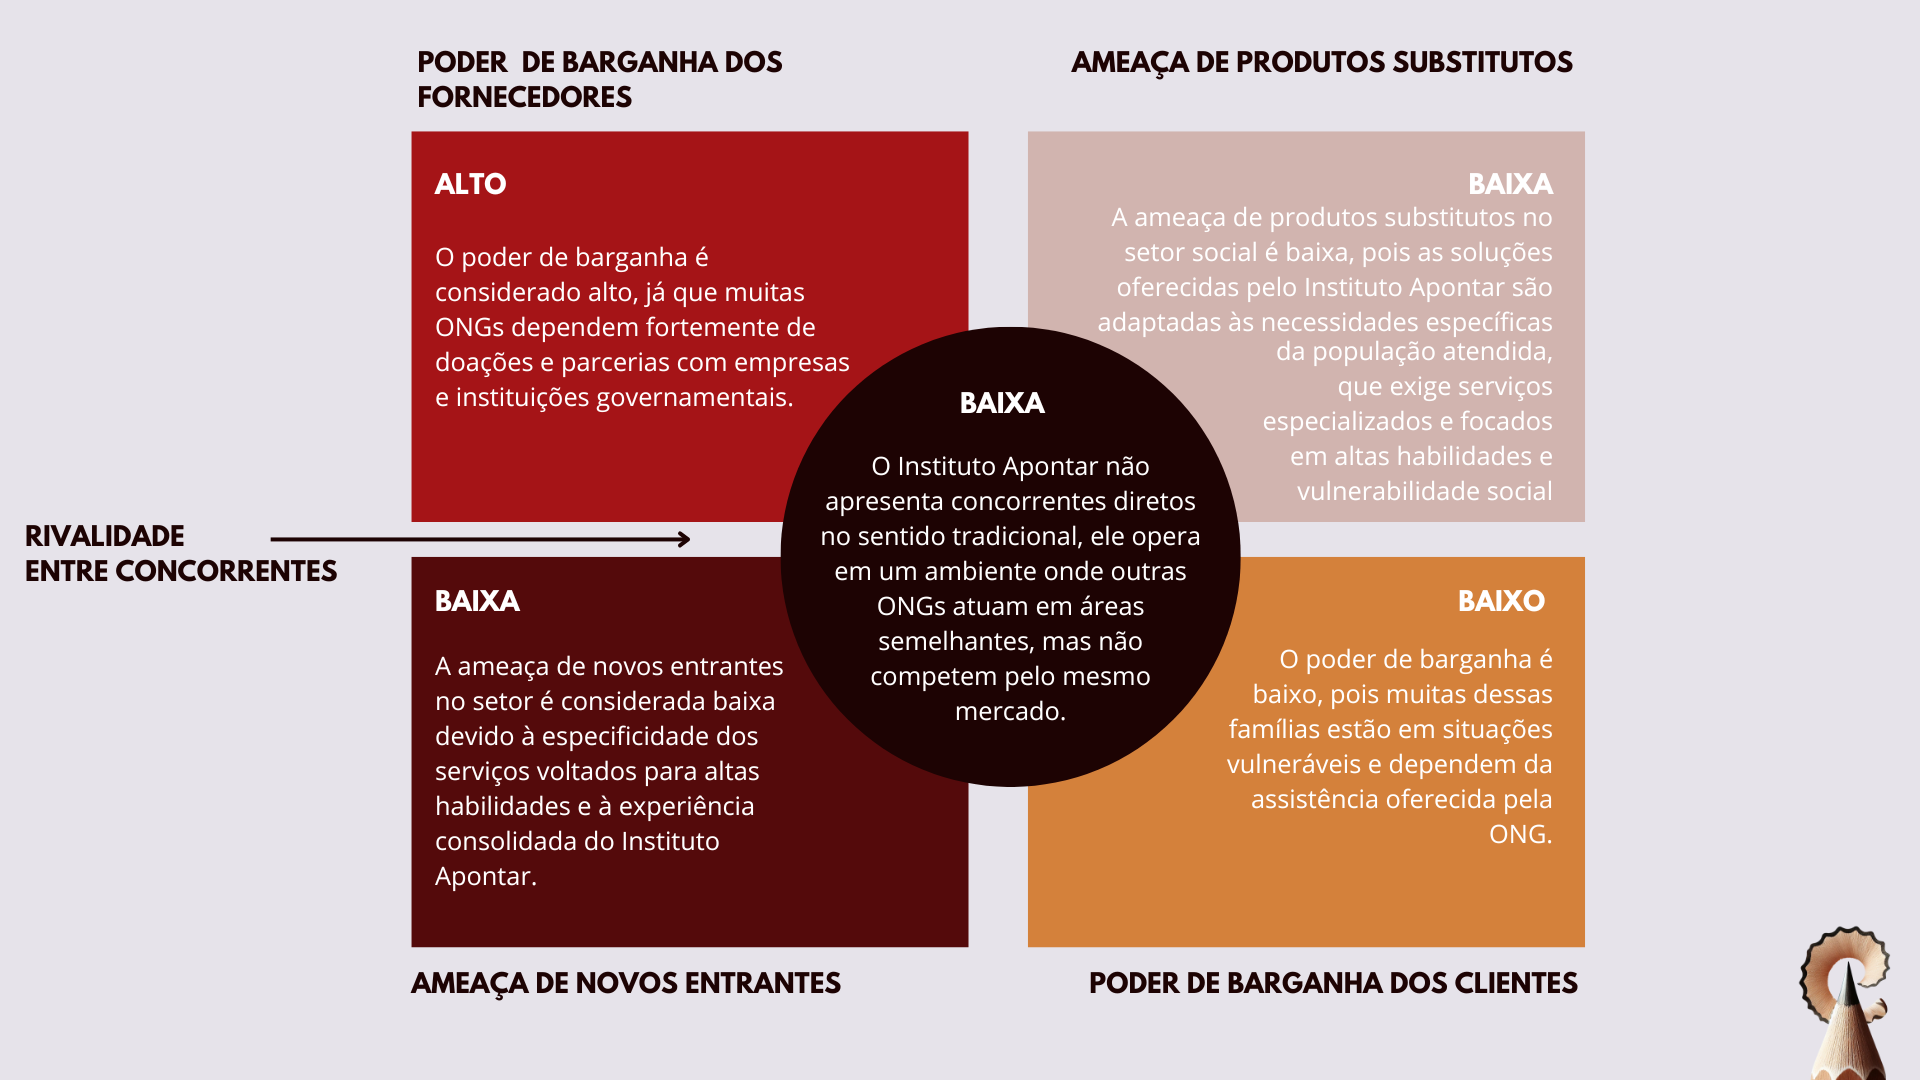 PODER  DE BARGANHA DOS
FORNECEDORES
ALTO
O poder de barganha é
considerado alto, já que muitas
ONGs dependem fortemente de
doações e parcerias com empresas
e instituições governamentais.
AMEAÇA DE PRODUTOS SUBSTITUTOS
BAIXA
A ameaça de produtos substitutos no
setor social é baixa, pois as soluções
oferecidas pelo Instituto Apontar são
adaptadas às necessidades específicas
da população atendida,
que exige serviços
especializados e focados
em altas habilidades e
vulnerabilidade social
RIVALIDADE
ENTRE CONCORRENTES
BAIXA
O Instituto Apontar não
apresenta concorrentes diretos
no sentido tradicional, ele opera
em um ambiente onde outras
ONGs atuam em áreas
semelhantes, mas não
competem pelo mesmo
mercado.
BAIXA
A ameaça de novos entrantes
no setor é considerada baixa
devido à especificidade dos
serviços voltados para altas
habilidades e à experiência
consolidada do Instituto
Apontar.
AMEAÇA DE NOVOS ENTRANTES
BAIXO
O poder de barganha é
baixo, pois muitas dessas
famílias estão em situações
vulneráveis e dependem da
assistência oferecida pela
ONG.
PODER DE BARGANHA DOS CLIENTES